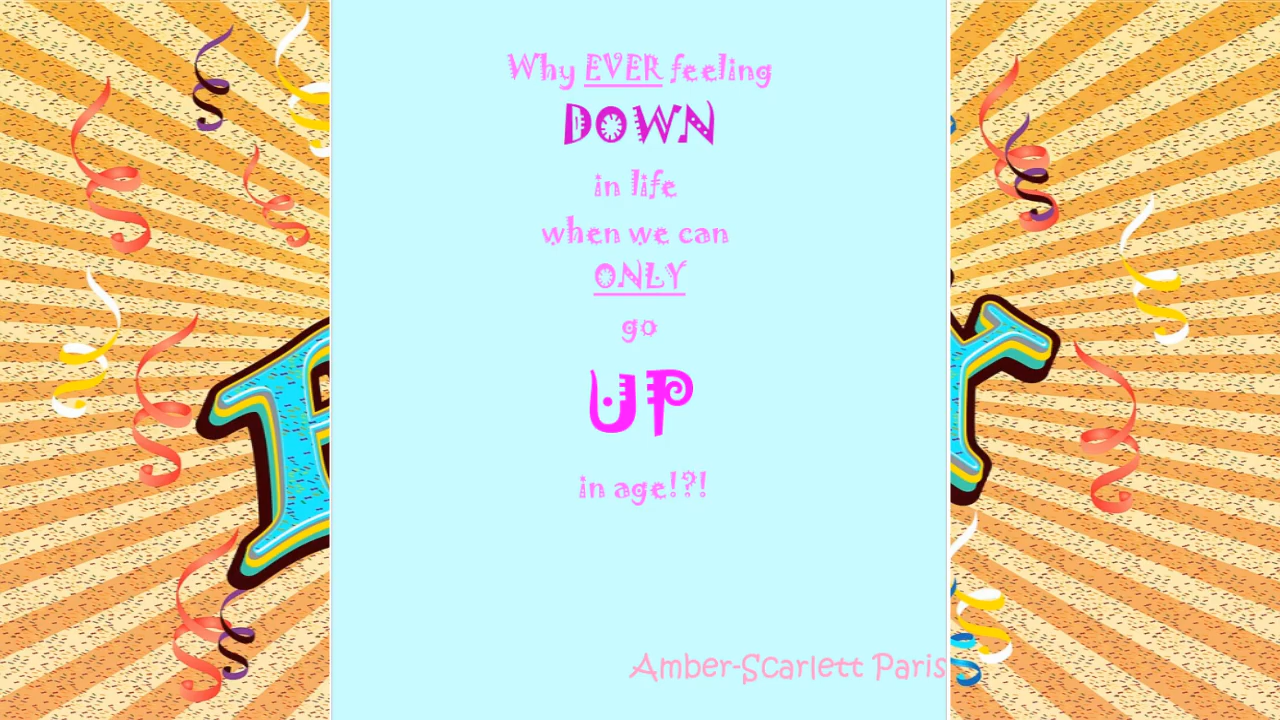 Why EVER feeling
DOWN
in life
when we can
ONLY
go
UP
in age!?!
Amber-Scarlett Paris